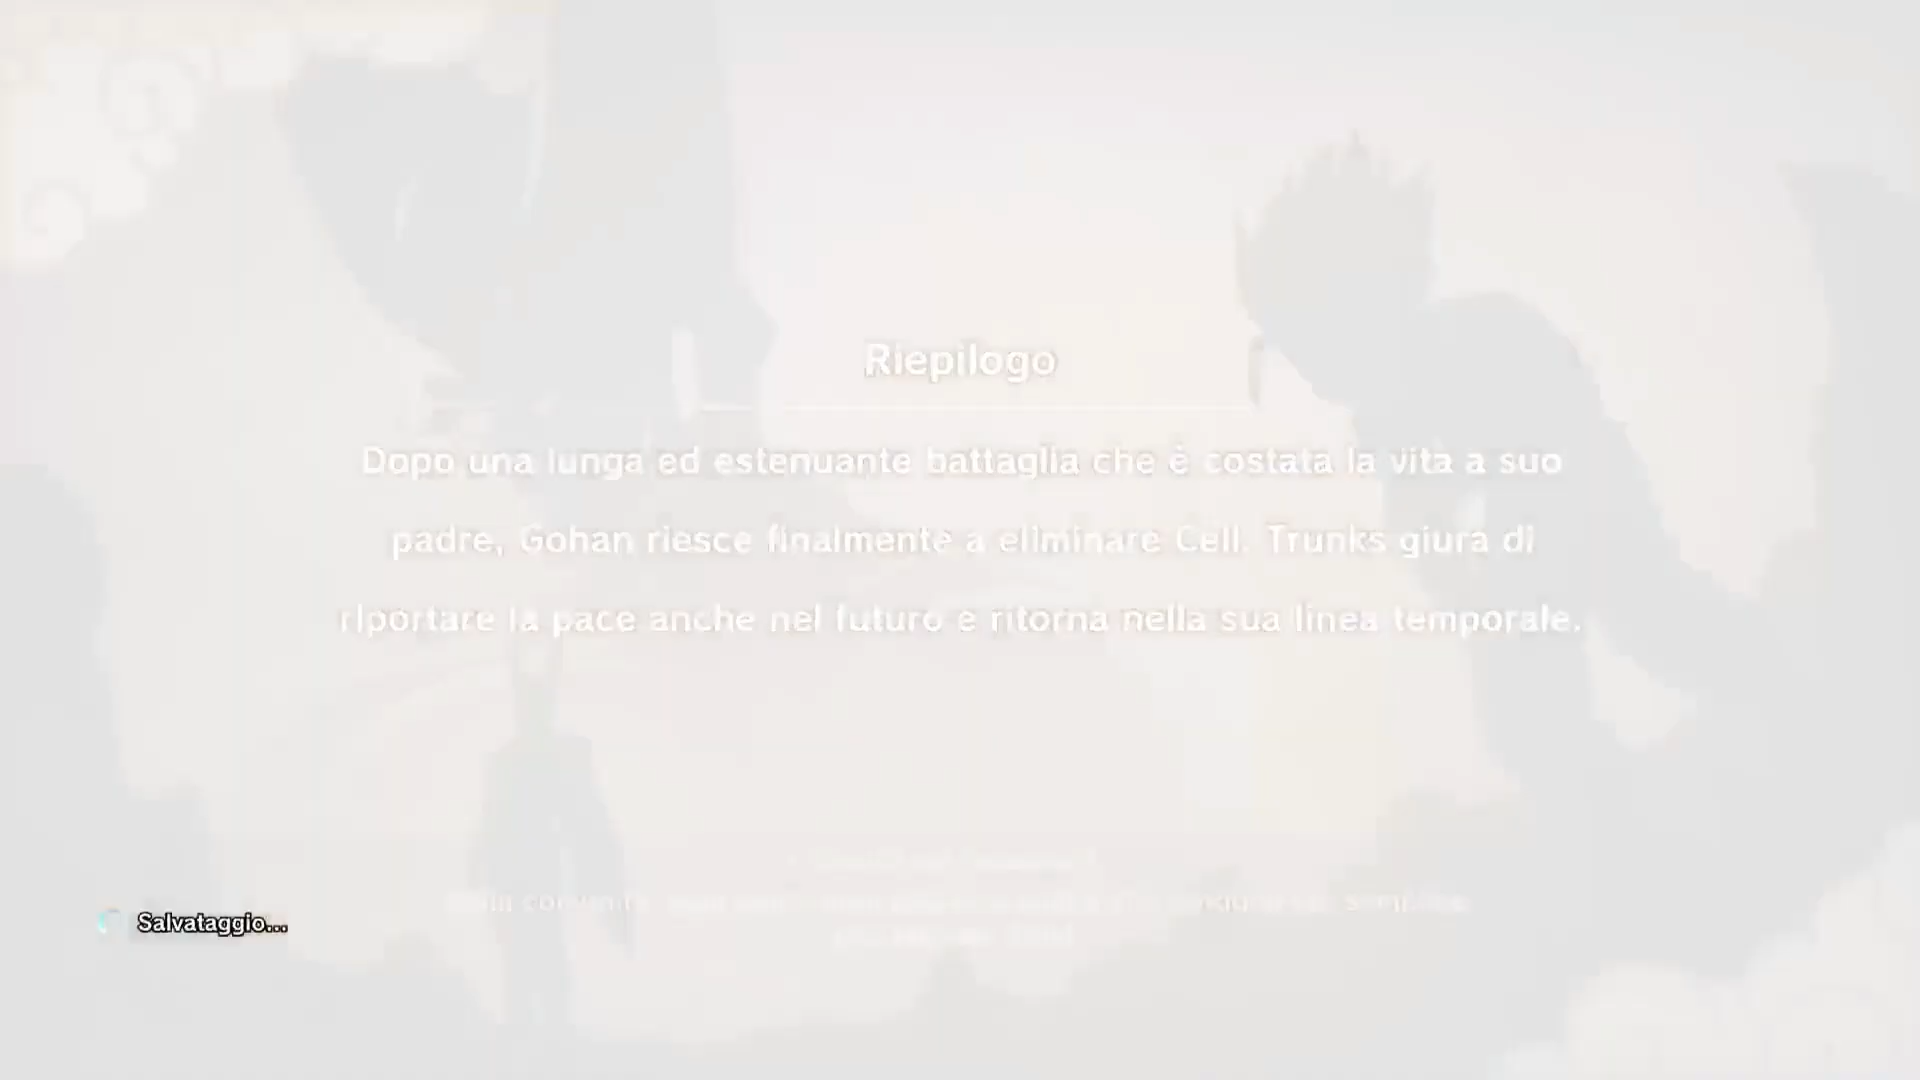 Riepilogo
Dopo una lunga ed estenuante battaglia che è costata la vita a suo
padre, Gohan riesce finalmente a eliminare Cell. Trunks giura di
riportare la pace anche nel futuro e ritorna nella sua linea temporale.
Salvataggio...